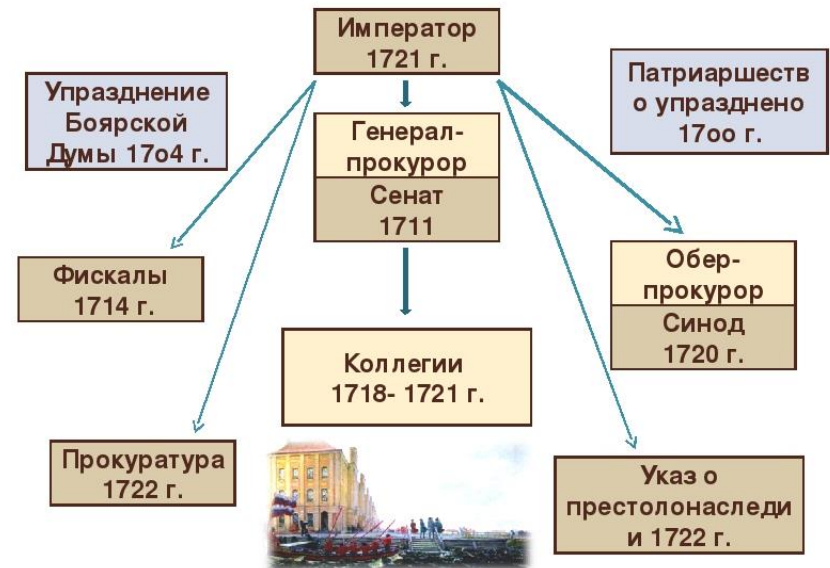 Император
1721 г.
Упразднение
Боярской
Думы 17о4 г.
Патриаршеств
о упразднено
17оо г.
Генерал-
прокурор
Сенат
1711
Фискалы
1714 г.
Обер-
прокурор
Синод
1720 г.
Коллегии
1718- 1721 г.
Прокуратура
1722 г.
Указ о
престолонаследи
и 1722 г.